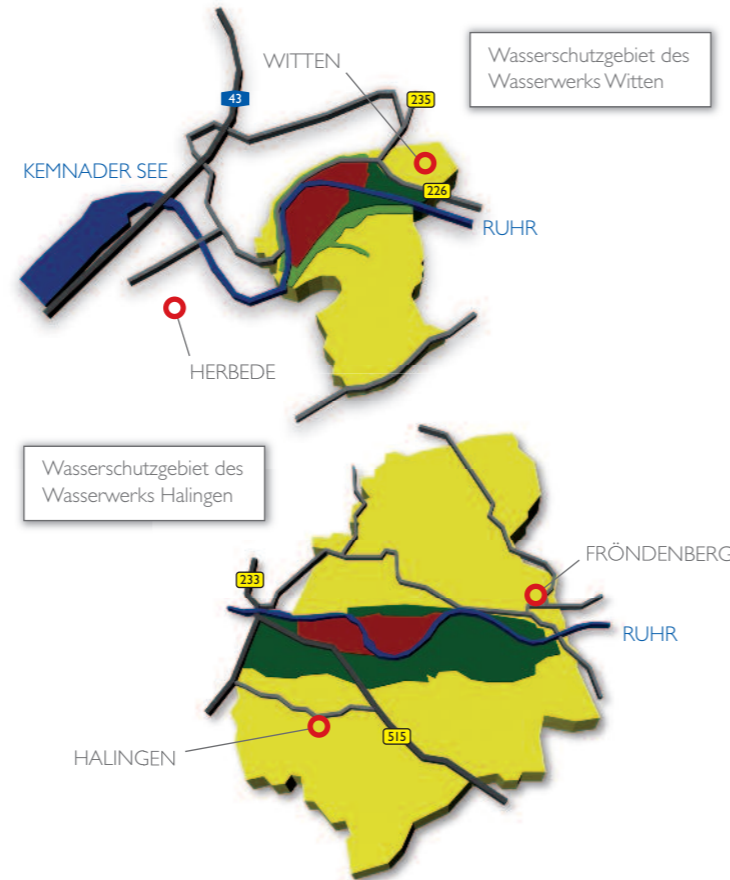 WITTEN
Wasserschutzgebiet des
Wasserwerks Witten
43
235
KEMNADER SEE
226
RUHR
HERBEDE
Wasserschutzgebiet des
Wasserwerks Halingen
FRÖNDENBERG
233
RUHR
515
HALINGEN